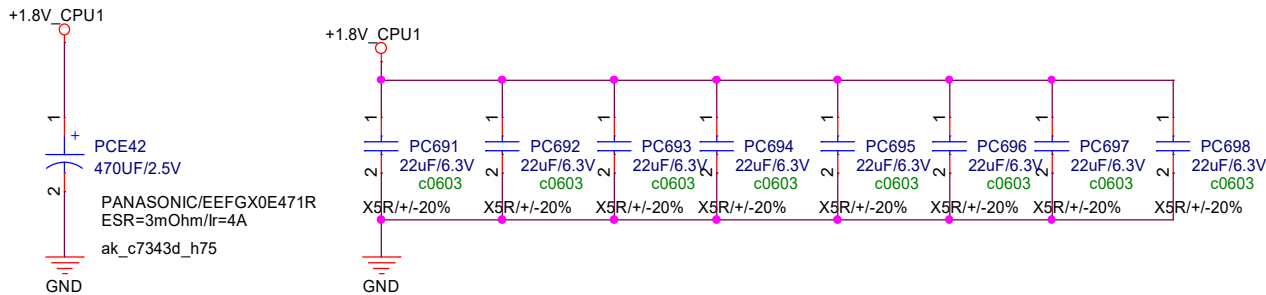 +1.8V_CPU1
1
+
PCE42
470UF/2.5V
2
PANASONIC/EEFGX0E471R
ESR=3mOhm/Ir=4A
ak_c7343d_h75
GND
+1.8V_CPU1
1
PC691
22uF/6.3V
2
c0603
X5R/+/-20%
1
PC692
22uF/6.3V
2
c0603
X5R/+/-20%
1
PC693
22uF/6.3V
2
c0603
X5R/+/-20%
1
PC694
22uF/6.3V
2
c0603
X5R/+/-20%
1
PC695
22uF/6.3V
2
c0603
X5R/+/-20%
1
PC696
22uF/6.3V
2
c0603
X5R/+/-20%
1
PC697
22uF/6.3V
2
c0603
X5R/+/-20%
1
PC698
22uF/6.3V
2
c0603
X5R/+/-20%
GND